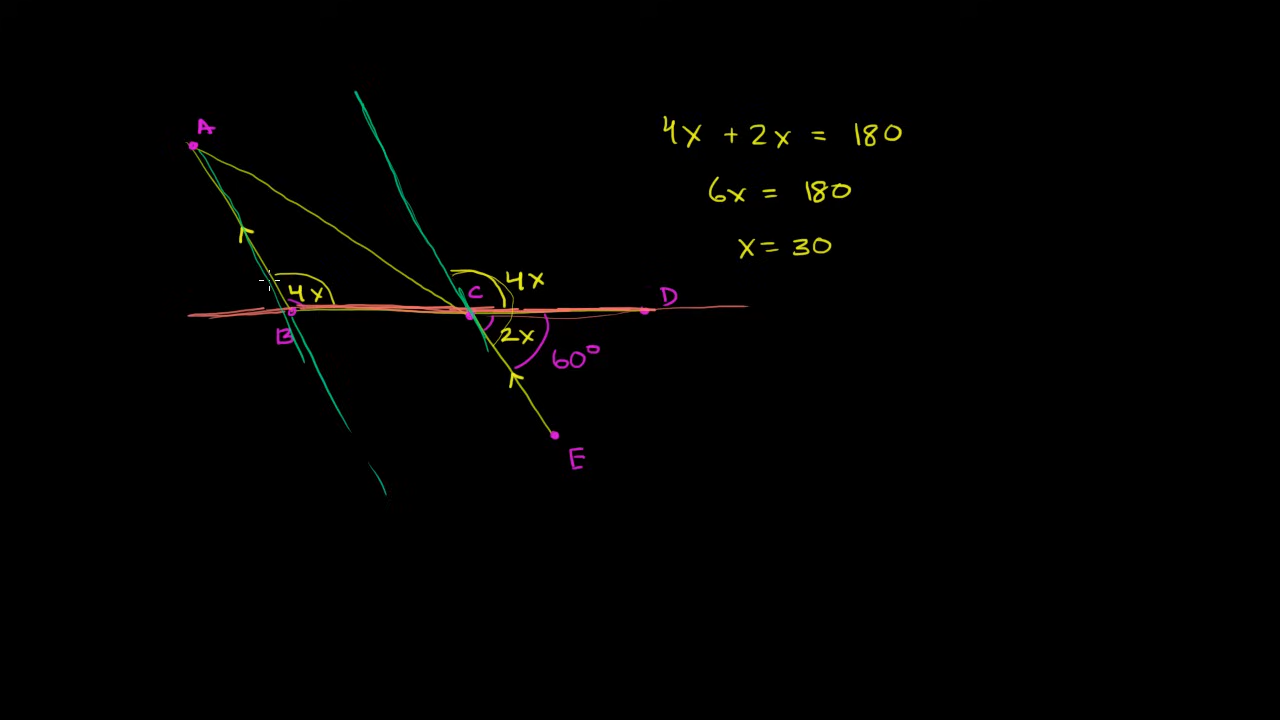 A
4x + 2x = 180
6x = 180
x = 30
4x
C
4x
D
B
2x
60°
E